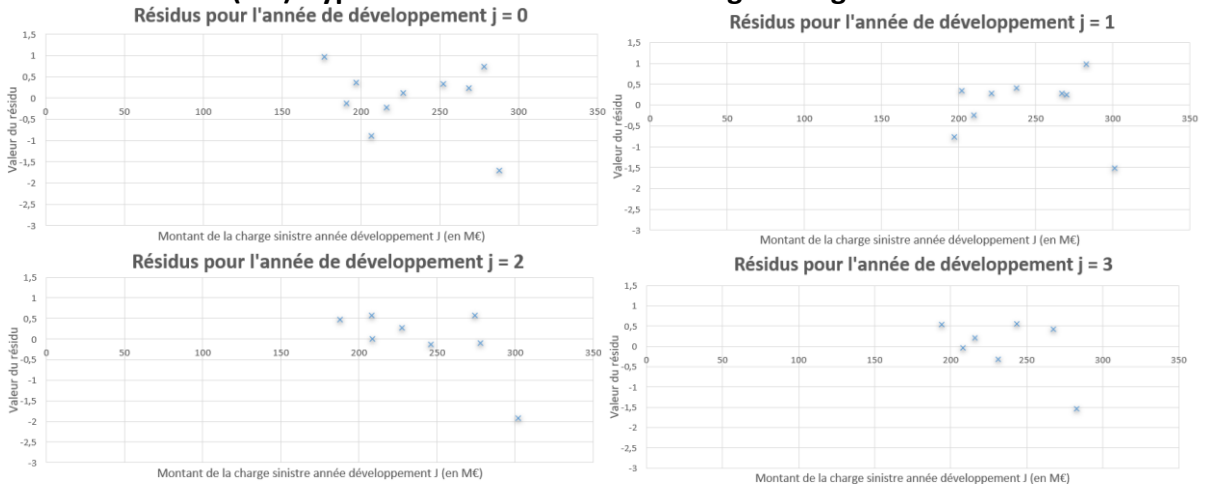 Résidus pour l'année de développement j = 0
1,5
1
0,5
0
0 50 100 150 200 250 300 350
-0,5
-1
-1,5
-2
-2,5
-3
Valeur du résidu
Montant de la charge sinistre année développement J (en M€)
Résidus pour l'année de développement j = 1
1,5
1
0,5
0
0 50 100 150 200 250 300 350
-0,5
-1
-1,5
-2
-2,5
-3
Valeur du résidu
Montant de la charge sinistre année développement J (en M€)
Résidus pour l'année de développement j = 2
1,5
1
0,5
0
0 50 100 150 200 250 300 350
-0,5
-1
-1,5
-2
-2,5
-3
Valeur du résidu
Montant de la charge sinistre année développement J (en M€)
Résidus pour l'année de développement j = 3
1,5
1
0,5
0
0 50 100 150 200 250 300 350
-0,5
-1
-1,5
-2
-2,5
-3
Valeur du résidu
Montant de la charge sinistre année développement J (en M€)